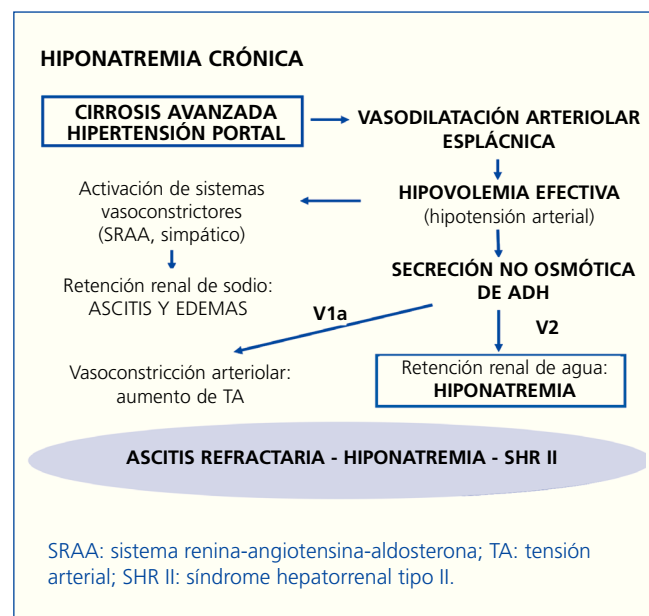 HIPONATREMIA CRÓNICA
CIRROSIS AVANZADA
HIPERTENSIÓN PORTAL
VASODILATACIÓN ARTERIOLAR
ESPLÁCNICA
Activación de sistemas
vasoconstrictores
(SRAA, simpático)
HIPOVOLEMIA EFECTIVA
(hipotensión arterial)
Retención renal de sodio:
ASCITIS Y EDEMAS
SECRECIÓN NO OSMÓTICA
DE ADH
V1a
V2
Vasoconstricción arteriolar:
aumento de TA
Retención renal de agua:
HIPONATREMIA
ASCITIS REFRACTARIA - HIPONATREMIA - SHR II
SRAA: sistema renina-angiotensina-aldosterona; TA: tensión
arterial; SHR II: síndrome hepatorrenal tipo II.